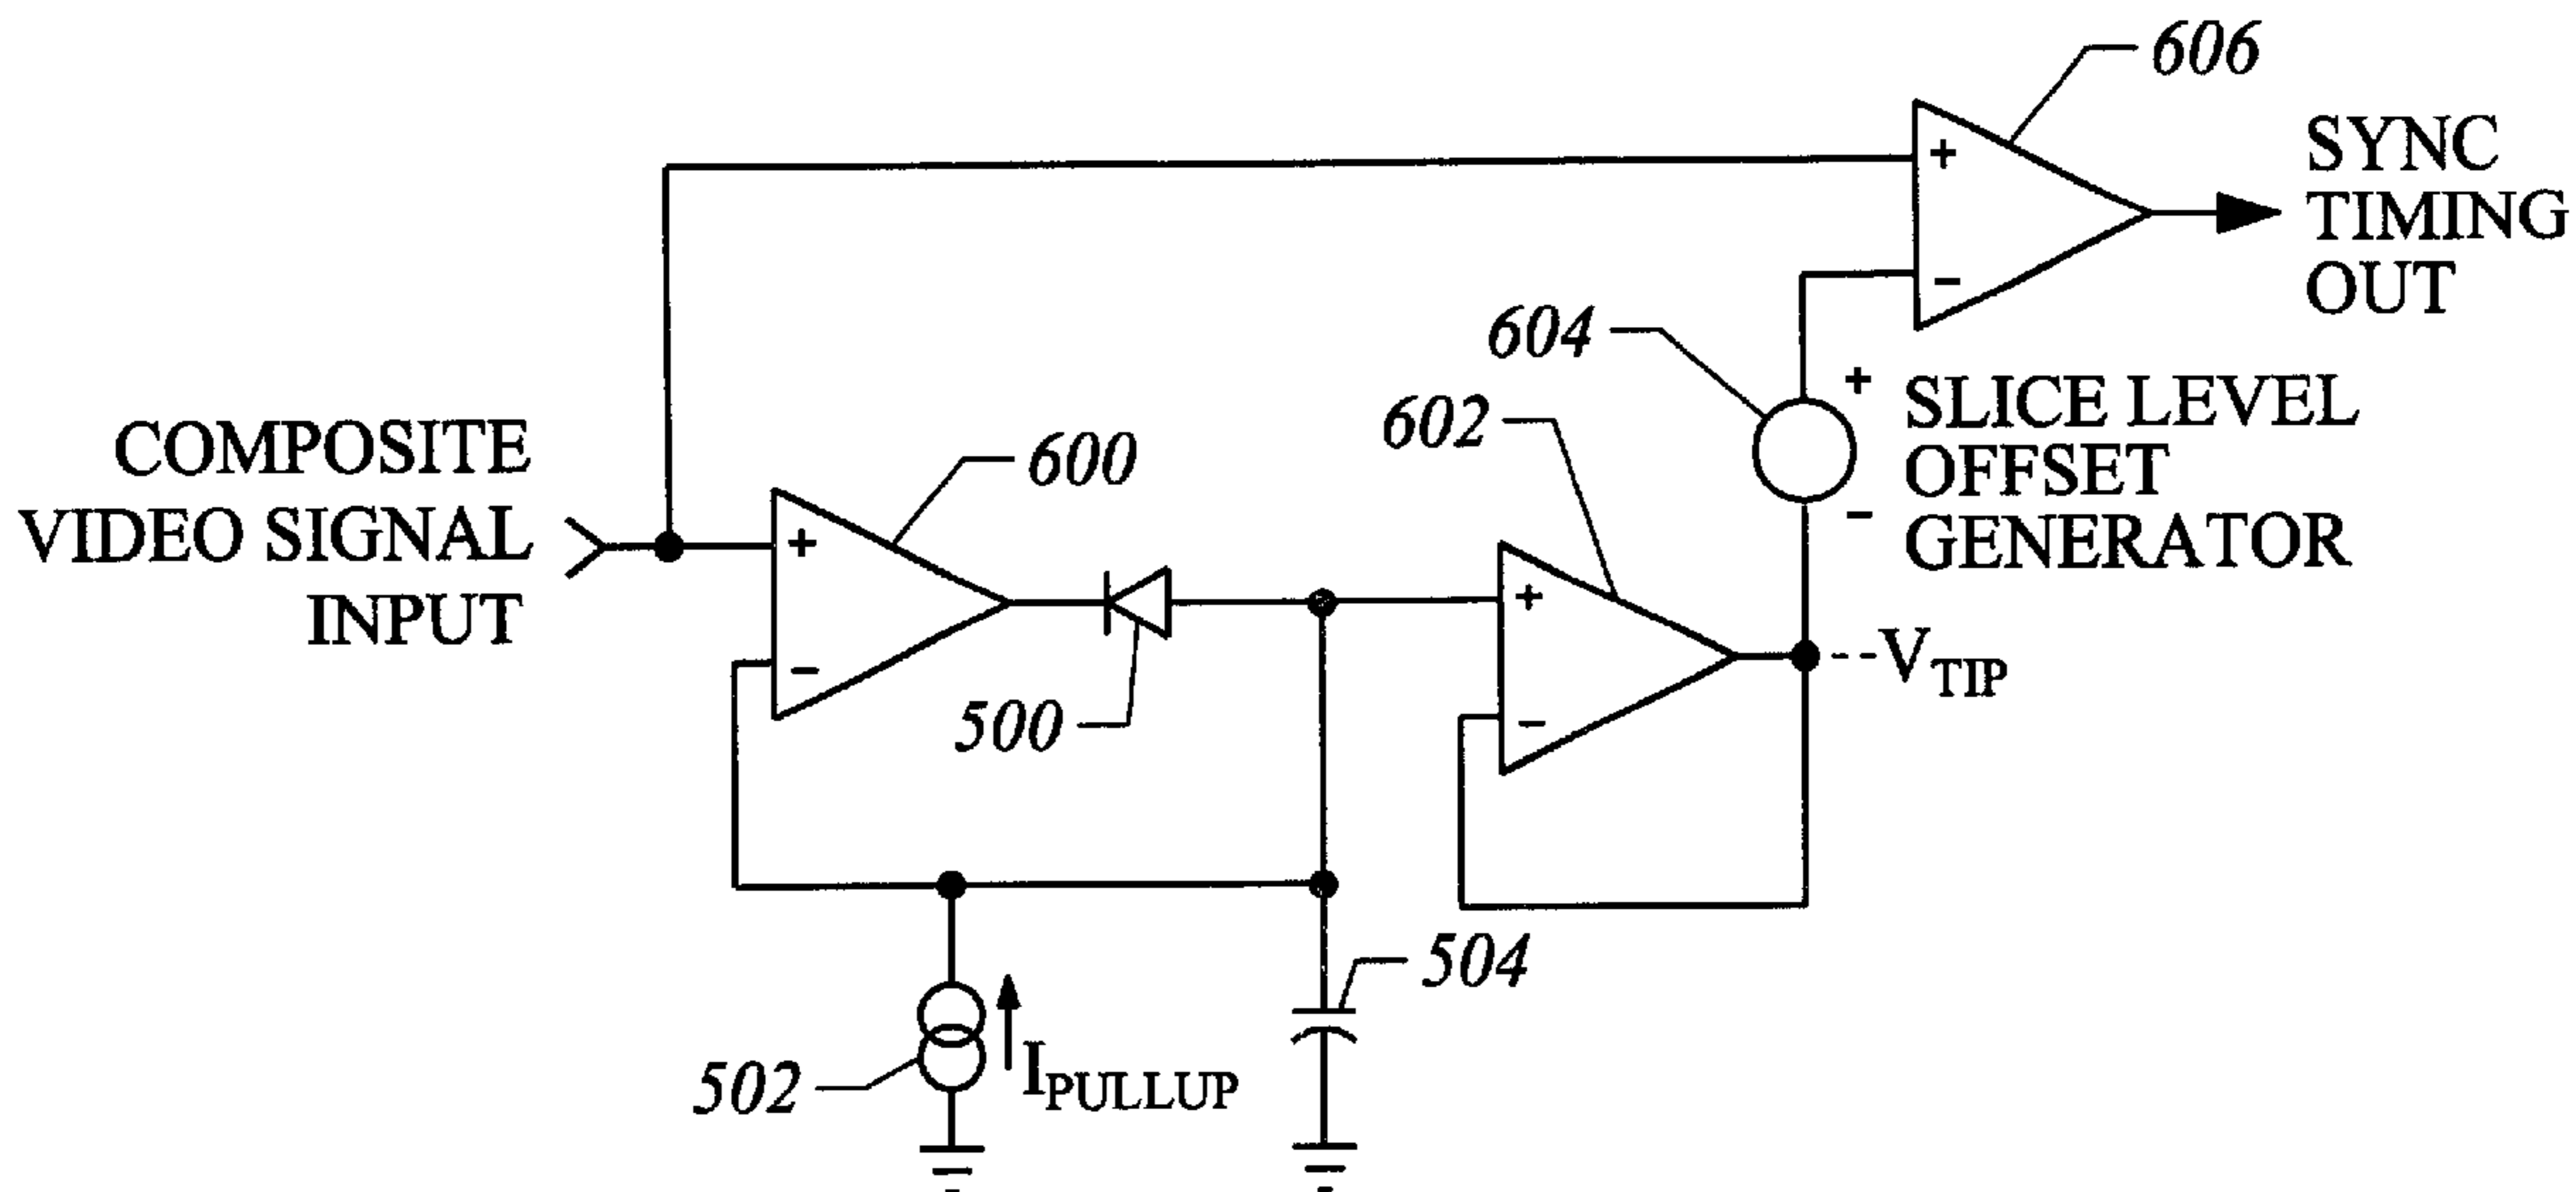 606
SYNC
TIMING
OUT
+
-
604
+
SLICE LEVEL
OFFSET
GENERATOR
-
602
COMPOSITE
VIDEO SIGNAL
INPUT
600
+
-
500
+
-
--V_TIP
504
502
I_PULLUP